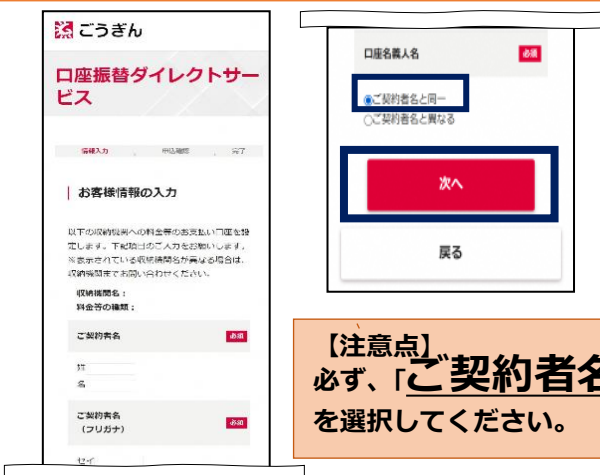 ごうぎん
口座振替ダイレクトサー
ビス
情報入力
申込確認
完了
お客様情報の入力
以下の収納機関への料金等のお支払い口座を設
定します。下記項目のご入力をお願いします。
※表示されている収納機関名が異なる場合は、
収納機関までお問い合わせください。
収納機関名：
料金等の種類：
ご契約者名
必須
姓
名
ご契約者名
（フリガナ）
必須
セイ
口座名義人名
必須
ご契約者名と同一
ご契約者名と異なる
次へ
戻る
【注意点】
必ず、「ご契約者名
を選択してください。